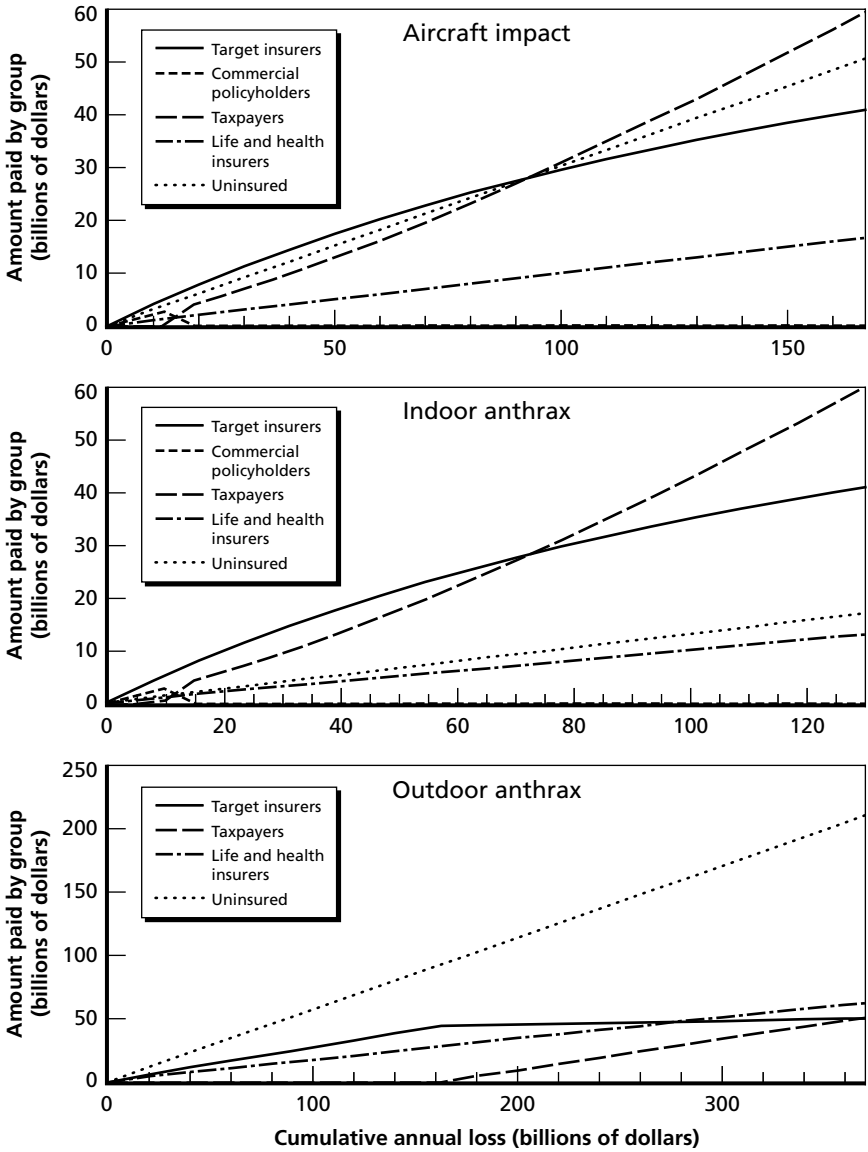 Amount paid by group
(billions of dollars)
60
50
40
30
20
10
0
Aircraft impact
Target insurers
Commercial
policyholders
Taxpayers
Life and health
insurers
Uninsured
0
50
100
150
Amount paid by group
(billions of dollars)
60
50
40
30
20
10
0
Indoor anthrax
Target insurers
Commercial
policyholders
Taxpayers
Life and health
insurers
Uninsured
0
20
40
60
80
100
120
Amount paid by group
(billions of dollars)
250
200
150
100
50
0
Outdoor anthrax
Target insurers
Taxpayers
Life and health
insurers
Uninsured
0
100
200
300
Cumulative annual loss (billions of dollars)